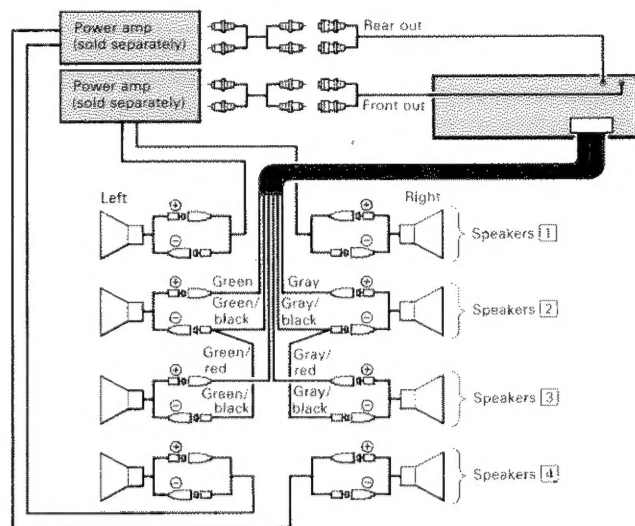 Power amp
(sold separately)
Rear out
Power amp
(sold separately)
Front out
Left
Right
⊕
⊕
⊖
⊖
Speakers 1
⊕
Green
Gray
⊕
Green/
black
Gray/
black
⊖
⊖
Speakers 2
⊕
Green/
red
Gray/
red
⊕
Green/
black
Gray/
black
⊖
⊖
Speakers 3
⊕
⊕
⊖
⊖
Speakers 4